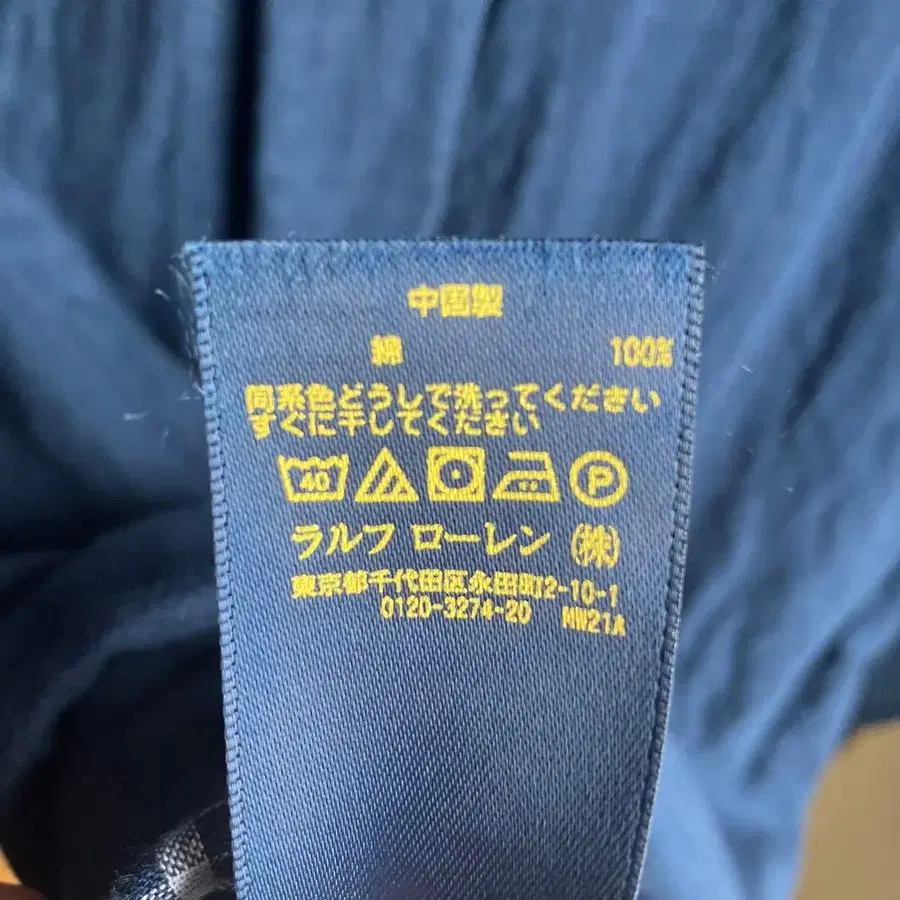 中国製
綿 100%
同系色どうしで洗ってください
すぐに干してください
40 P
ラルフ ローレン (株)
東京都千代田区永田町2-10-1
0120-3274-20 NW21A